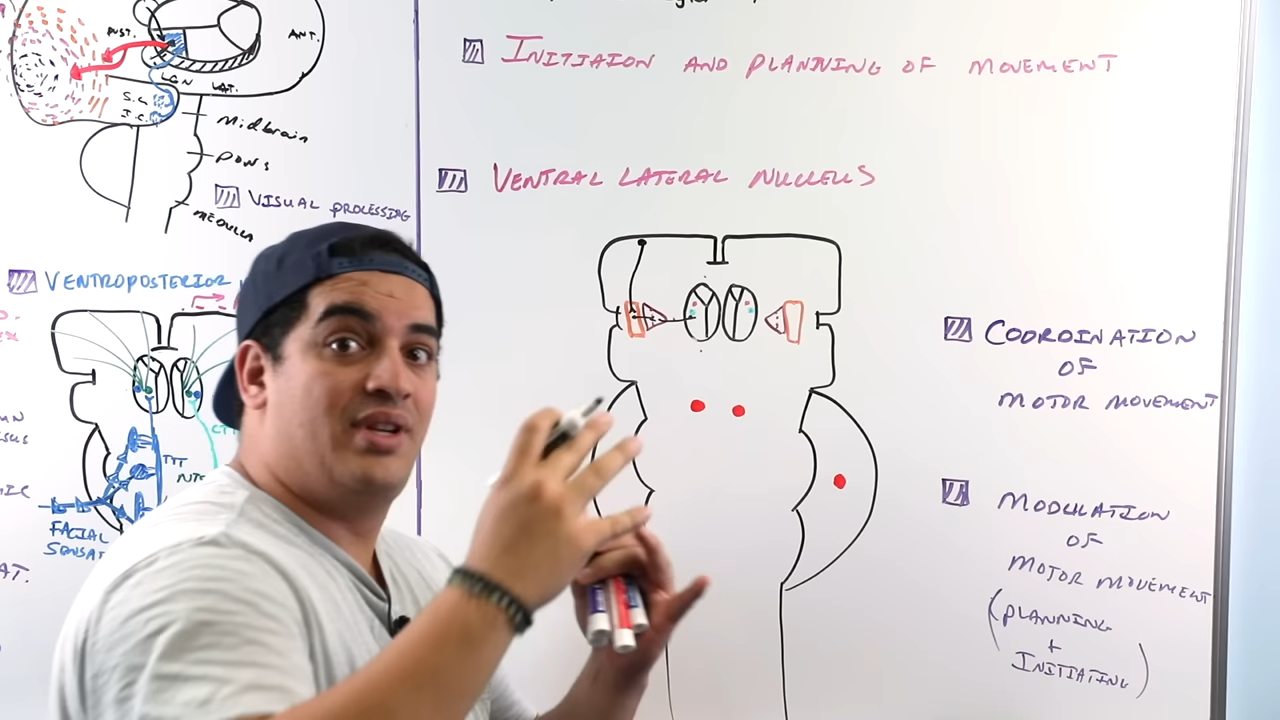 POST.
ANT.
LGN
LAT.
S.C
I.C.
Midbrain
PONS
MEDULLA
VISUAL PROCESSING
VENTROPOSTERIOR
TTT
FACIAL
INITIAION AND PLANNING OF MOVEMENT
VENTRAL LATERAL NUCLEUS
COORDINATION
OF
MOTOR MOVEMENT
MODULATION
OF
MOTOR MOVEMENT
(PLANNING
+
INITIATING)